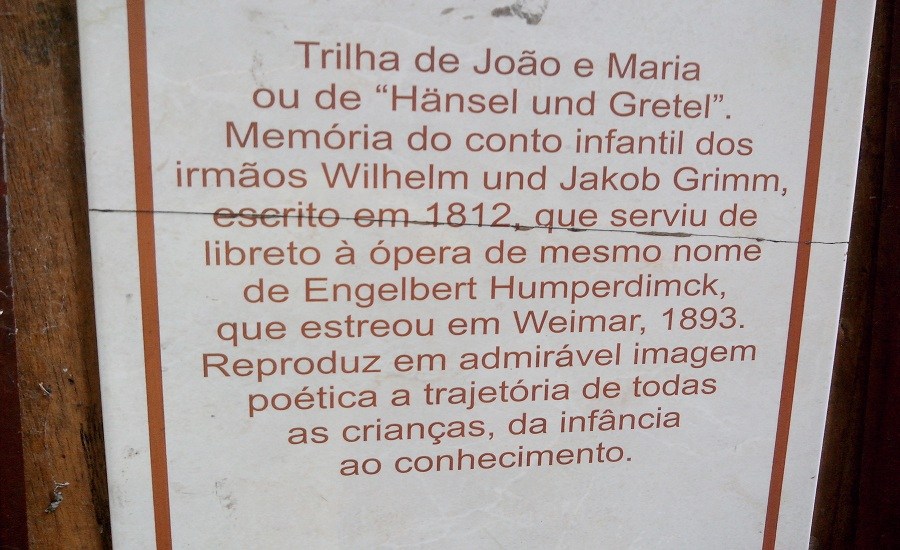 Trilha de João e Maria
ou de “Hänsel und Gretel”.
Memória do conto infantil dos
irmãos Wilhelm und Jakob Grimm,
escrito em 1812, que serviu de
libreto à ópera de mesmo nome
de Engelbert Humperdimck,
que estreou em Weimar, 1893.
Reproduz em admirável imagem
poética a trajetória de todas
as crianças, da infância
ao conhecimento.